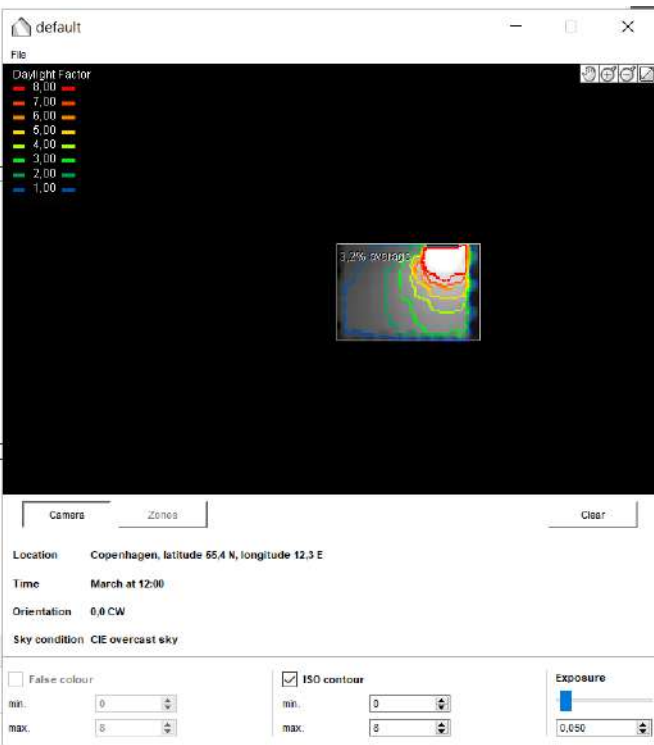 default
File
Daylight Factor
8,00
7,00
6,00
5,00
4,00
3,00
2,00
1,00
3,2% average
Camera
Zones
Clear
Location Copenhagen, latitude 55,4 N, longitude 12,3 E
Time March at 12:00
Orientation 0,0 CW
Sky condition CIE overcast sky
False colour
ISO contour
Exposure
min. 0
min. 0
max. 8
max. 8
0,050